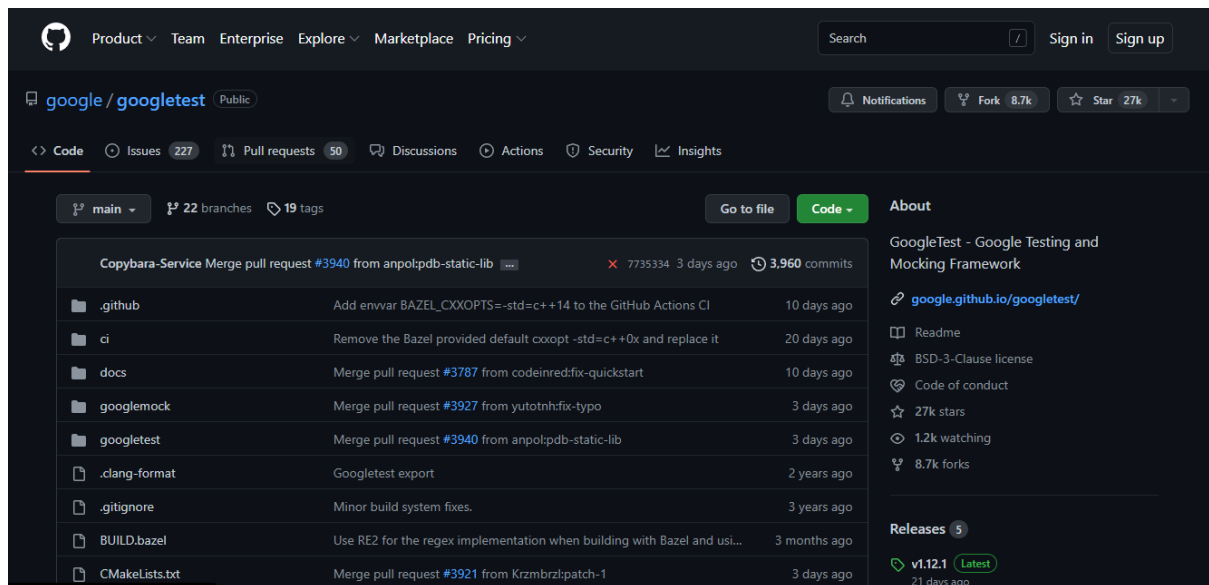 Product Team Enterprise Explore Marketplace Pricing Search / Sign in Sign up
google / googletest Public Notifications Fork 8.7k Star 27k
Code Issues 227 Pull requests 50 Discussions Actions Security Insights
main 22 branches 19 tags Go to file Code
Copybara-Service Merge pull request #3940 from anpol:pdb-static-lib ... 7735334 3 days ago 3,960 commits
.github Add envvar BAZEL_CXXOPTS=-std=c++14 to the GitHub Actions CI 10 days ago
ci Remove the Bazel provided default cxxopt -std=c++0x and replace it 20 days ago
docs Merge pull request #3787 from codeinred:fix-quickstart 10 days ago
googlemock Merge pull request #3927 from yutotnh:fix-typo 3 days ago
googletest Merge pull request #3940 from anpol:pdb-static-lib 3 days ago
.clang-format Googletest export 2 years ago
.gitignore Minor build system fixes. 3 years ago
BUILD.bazel Use RE2 for the regex implementation when building with Bazel and usi... 3 months ago
CMakeLists.txt Merge pull request #3921 from Krzmbrzl:patch-1 3 days ago
About
GoogleTest - Google Testing and
Mocking Framework
google.github.io/googletest/
Readme
BSD-3-Clause license
Code of conduct
27k stars
1.2k watching
8.7k forks
Releases 5
v1.12.1 Latest
21 days ago